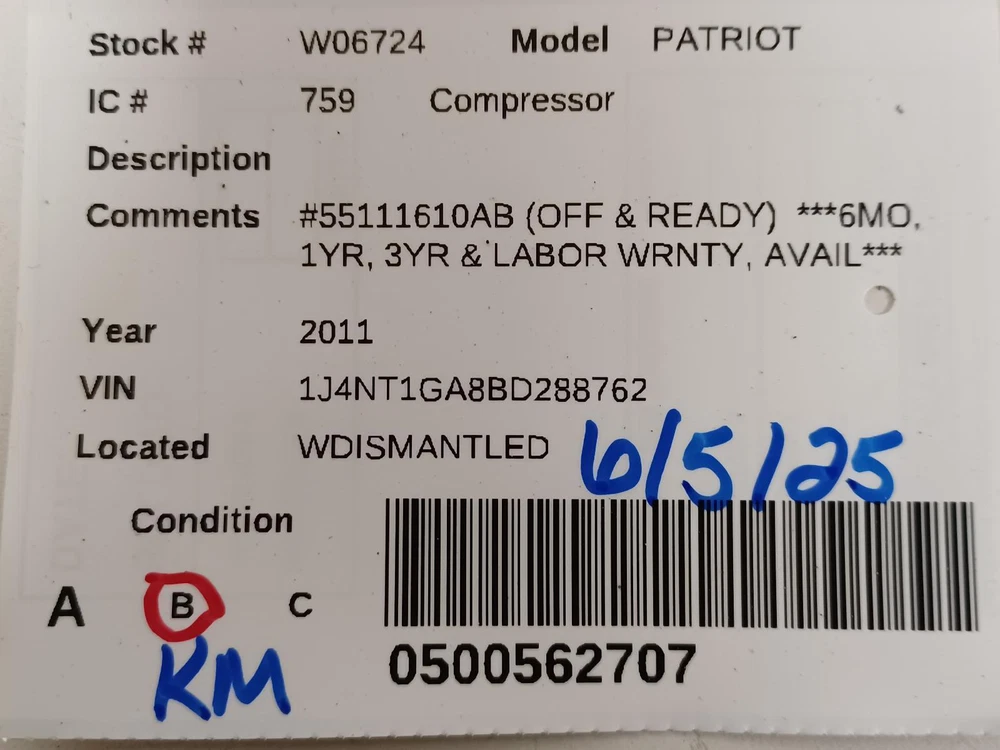 Stock # W06724 Model PATRIOT
IC # 759 Compressor
Description
Comments #55111610AB (OFF & READY) ***6MO,
1YR, 3YR & LABOR WRNTY, AVAIL***
Year 2011
VIN 1J4NT1GA8BD288762
Located WDISMANTLED 6/5/25
Condition
A B C
KM
0500562707